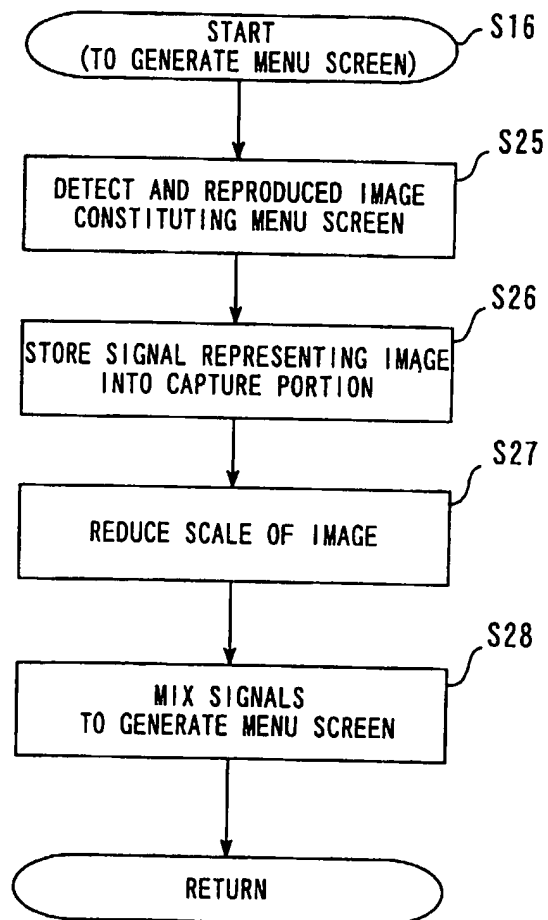 START
(TO GENERATE MENU SCREEN)
S16
S25
DETECT AND REPRODUCED IMAGE
CONSTITUTING MENU SCREEN
S26
STORE SIGNAL REPRESENTING IMAGE
INTO CAPTURE PORTION
S27
REDUCE SCALE OF IMAGE
S28
MIX SIGNALS
TO GENERATE MENU SCREEN
RETURN